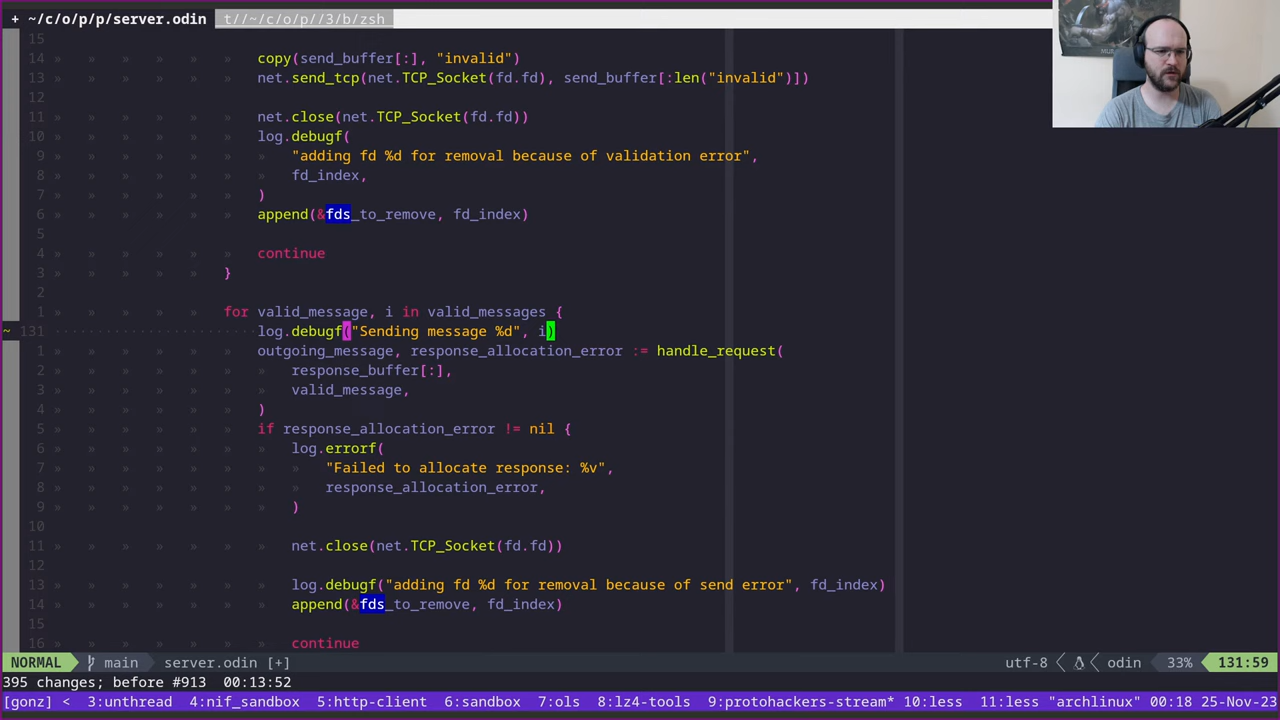 + ~/c/o/p/p/server.odin t//~/c/o/p//3/b/zsh
15
14 copy(send_buffer[:], "invalid")
13 net.send_tcp(net.TCP_Socket(fd.fd), send_buffer[:len("invalid")])
12
11 net.close(net.TCP_Socket(fd.fd))
10 log.debugf(
9 "adding fd %d for removal because of validation error",
8 fd_index,
7 )
6 append(&fds_to_remove, fd_index)
5
4 continue
3 }
2
1 for valid_message, i in valid_messages {
~ 131 log.debugf("Sending message %d", i)
1 outgoing_message, response_allocation_error := handle_request(
2 response_buffer[:],
3 valid_message,
4 )
5 if response_allocation_error != nil {
6 log.errorf(
7 "Failed to allocate response: %v",
8 response_allocation_error,
9 )
10
11 net.close(net.TCP_Socket(fd.fd))
12
13 log.debugf("adding fd %d for removal because of send error", fd_index)
14 append(&fds_to_remove, fd_index)
15
16 continue
NORMAL main server.odin [+] utf-8 odin 33% 131:59
395 changes; before #913 00:13:52
[gonz] < 3:unthread 4:nif_sandbox 5:http-client 6:sandbox 7:ols 8:lz4-tools 9:protohackers-stream* 10:less 11:less "archlinux" 00:18 25-Nov-23